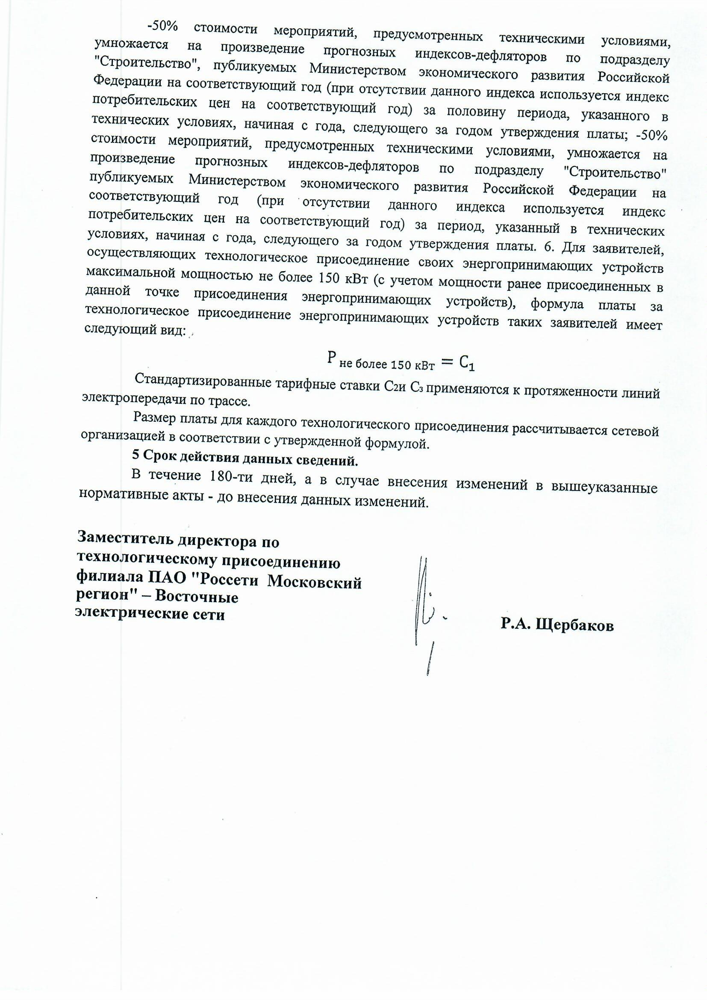 -50% стоимости мероприятий, предусмотренных техническими условиями,
умножается на произведение прогнозных индексов-дефляторов по подразделу
"Строительство", публикуемых Министерством экономического развития Российской
Федерации на соответствующий год (при отсутствии данного индекса используется индекс
потребительских цен на соответствующий год) за половину периода, указанного в
технических условиях, начиная с года, следующего за годом утверждения платы; -50%
стоимости мероприятий, предусмотренных техническими условиями, умножается на
произведение прогнозных индексов-дефляторов по подразделу "Строительство"
публикуемых Министерством экономического развития Российской Федерации на
соответствующий год (при отсутствии данного индекса используется индекс
потребительских цен на соответствующий год) за период, указанный в технических
условиях, начиная с года, следующего за годом утверждения платы. 6. Для заявителей,
осуществляющих технологическое присоединение своих энергопринимающих устройств
максимальной мощностью не более 150 кВт (с учетом мощности ранее присоединенных в
данной точке присоединения энергопринимающих устройств), формула платы за
технологическое присоединение энергопринимающих устройств таких заявителей имеет
следующий вид:
P не более 150 кВт = C1
Стандартизированные тарифные ставки С2и С3 применяются к протяженности линий
электропередачи по трассе.
Размер платы для каждого технологического присоединения рассчитывается сетевой
организацией в соответствии с утвержденной формулой.
5 Срок действия данных сведений.
В течение 180-ти дней, а в случае внесения изменений в вышеуказанные
нормативные акты - до внесения данных изменений.
Заместитель директора по
технологическому присоединению
филиала ПАО "Россети Московский
регион" – Восточные
электрические сети
Р.А. Щербаков